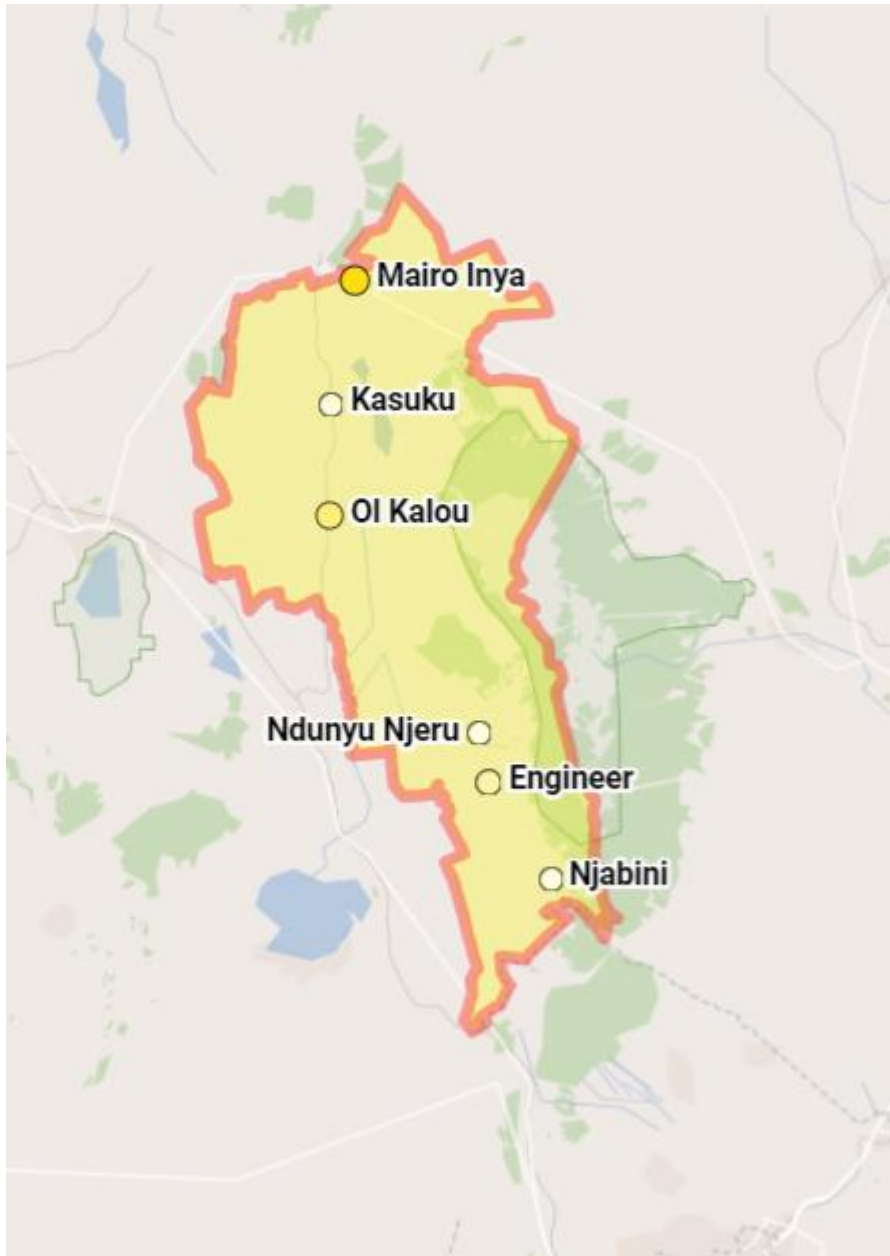 Mairo Inya
Kasuku
Ol Kalou
Ndunyu Njeru
Engineer
Njabini